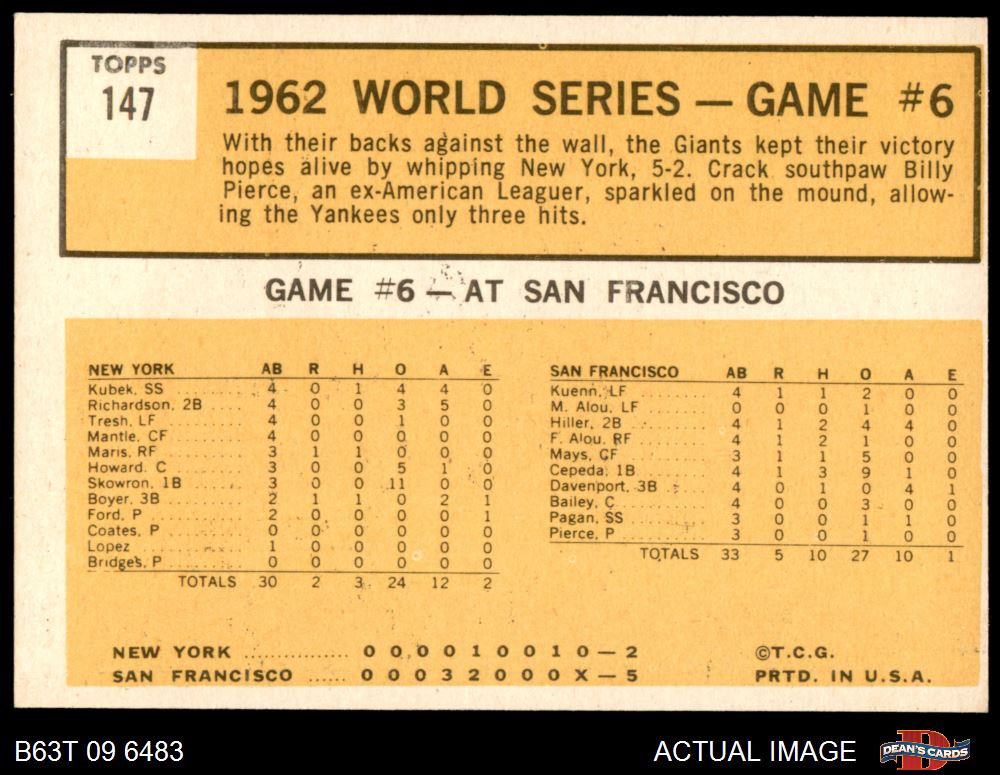 TOPPS
147
1962 WORLD SERIES — GAME #6
With their backs against the wall, the Giants kept their victory
hopes alive by whipping New York, 5-2. Crack southpaw Billy
Pierce, an ex-American Leaguer, sparkled on the mound, allow-
ing the Yankees only three hits.
GAME #6 — AT SAN FRANCISCO
NEW YORK AB R H O A E
Kubek, SS ........ 4 0 1 4 4 0
Richardson, 2B .... 4 0 0 3 5 0
Tresh, LF ........ 4 0 0 1 0 0
Mantle, CF ........ 4 0 0 0 0 0
Maris, RF ........ 3 1 1 0 0 0
Howard. C ........ 3 0 0 5 1 0
Skowron, 1B ........ 3 0 0 11 0 0
Boyer, 3B ........ 2 1 1 0 2 1
Ford, P ........ 2 0 0 0 0 1
Coates, P ........ 0 0 0 0 0 0
Lopez ........ 1 0 0 0 0 0
Bridges, P ........ 0 0 0 0 0 0
TOTALS 30 2 3 24 12 2
SAN FRANCISCO AB R H O A E
Kuenn, LF ........ 4 1 1 2 0 0
M. Alou, LF ........ 0 0 0 1 0 0
Hiller, 2B ........ 4 1 2 4 4 0
F. Alou, RF ........ 4 1 2 1 0 0
Mays, CF ........ 3 1 1 5 0 0
Cepeda, 1B ........ 4 1 3 9 1 0
Davenport, 3B ..... 4 0 1 0 4 1
Bailey, C ........ 4 0 0 3 0 0
Pagan, SS ........ 3 0 0 1 1 0
Pierce, P ........ 3 0 0 1 0 0
TOTALS 33 5 10 27 10 1
NEW YORK ............... 0 0 0 0 1 0 0 1 0 — 2
SAN FRANCISCO ...... 0 0 0 3 2 0 0 0 X — 5
©T.C.G.
PRTD. IN U.S.A.
B63T 09 6483
ACTUAL IMAGE
DEAN'S CARDS